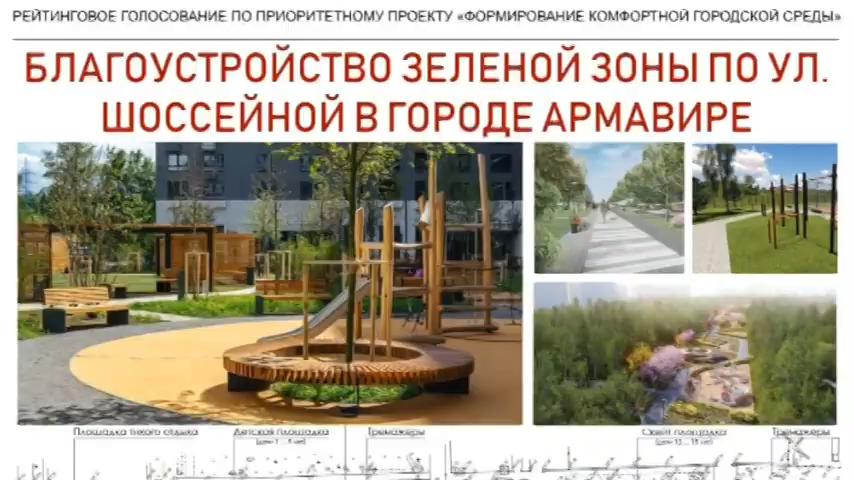 РЕЙТИНГОВОЕ ГОЛОСОВАНИЕ ПО ПРИОРИТЕТНОМУ ПРОЕКТУ «ФОРМИРОВАНИЕ КОМФОРТНОЙ ГОРОДСКОЙ СРЕДЫ»
БЛАГОУСТРОЙСТВО ЗЕЛЕНОЙ ЗОНЫ ПО УЛ.
ШОССЕЙНОЙ В ГОРОДЕ АРМАВИРЕ
Площадка тихого отдыха Детская площадка Тренажеры площадка Тренажеры